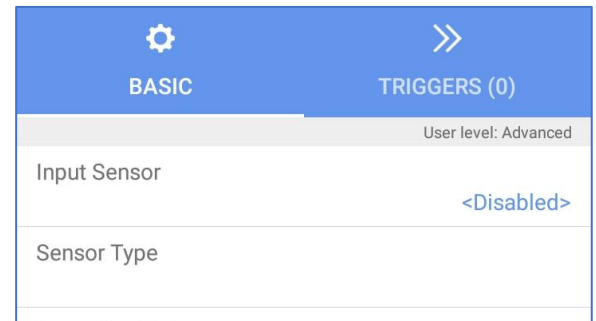 BASIC
TRIGGERS (0)
User level: Advanced
Input Sensor
<Disabled>
Sensor Type